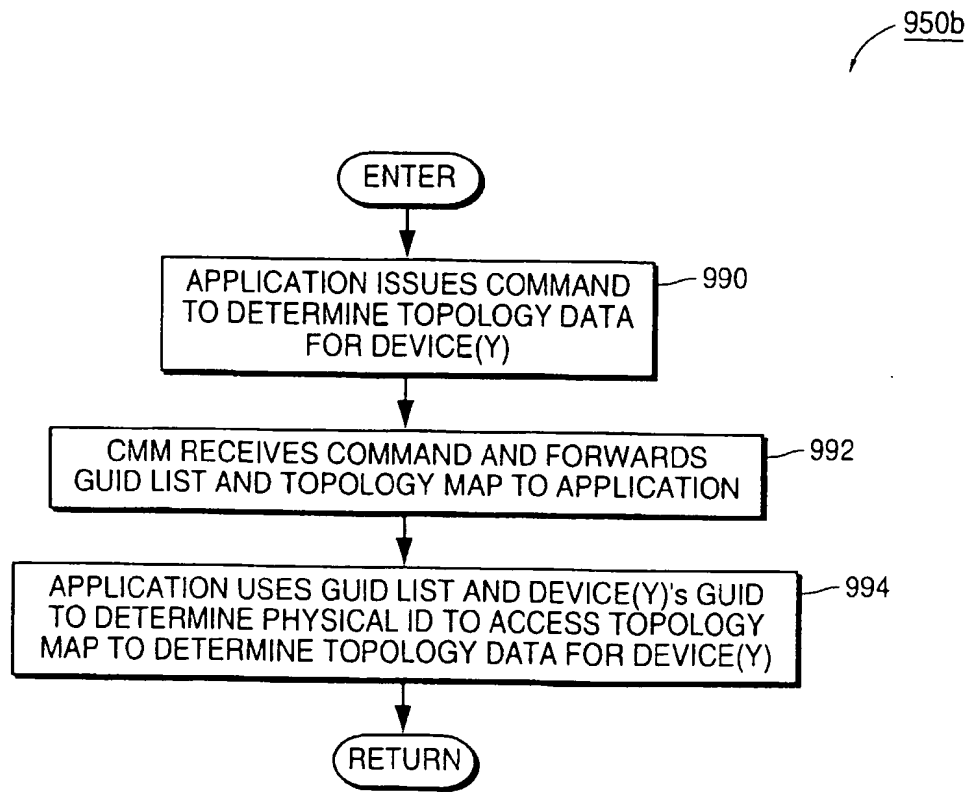 950b
ENTER
APPLICATION ISSUES COMMAND
TO DETERMINE TOPOLOGY DATA
FOR DEVICE(Y)
990
CMM RECEIVES COMMAND AND FORWARDS
GUID LIST AND TOPOLOGY MAP TO APPLICATION
992
APPLICATION USES GUID LIST AND DEVICE(Y)'s GUID
TO DETERMINE PHYSICAL ID TO ACCESS TOPOLOGY
MAP TO DETERMINE TOPOLOGY DATA FOR DEVICE(Y)
994
RETURN